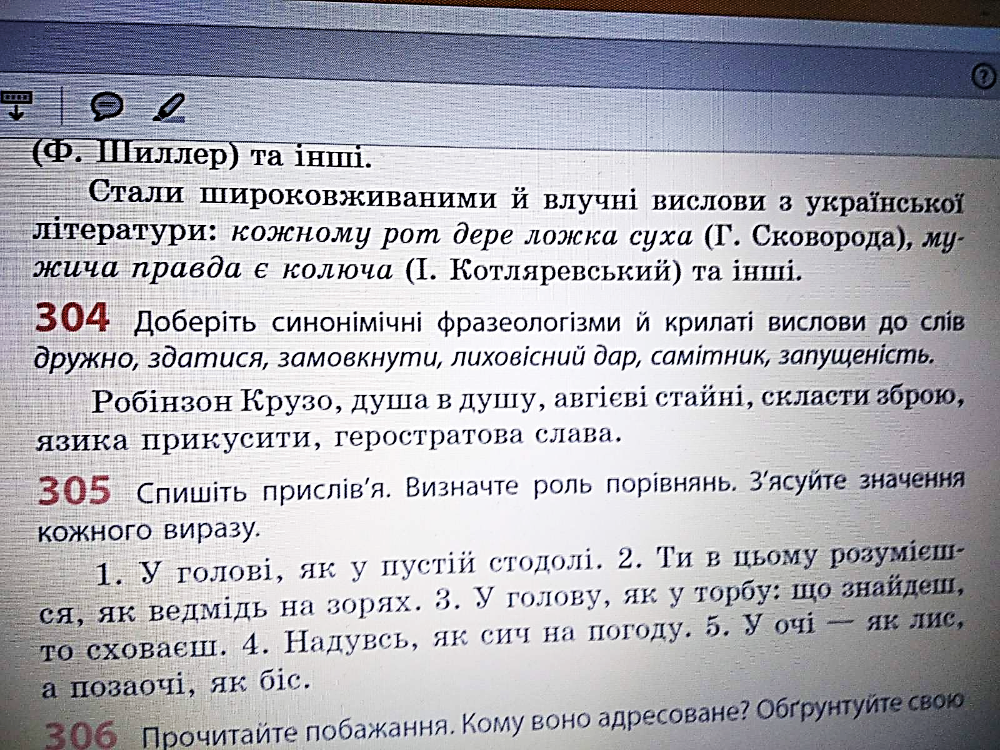 (Ф. Шиллер) та інші.
Стали широковживаними й влучні вислови з української
літератури: кожному рот дере ложка суха (Г. Сковорода), му-
жича правда є колюча (І. Котляревський) та інші.
304 Доберіть синонімічні фразеологізми й крилаті вислови до слів
дружно, здатися, замовкнути, лиховісний дар, самітник, запущеність.
Робінзон Крузо, душа в душу, авгієві стайні, скласти зброю,
язика прикусити, геростратова слава.
305 Спишіть прислів’я. Визначте роль порівнянь. З’ясуйте значення
кожного виразу.
1. У голові, як у пустій стодолі. 2. Ти в цьому розумієш-
ся, як ведмідь на зорях. 3. У голову, як у торбу: що знайдеш,
то сховаєш. 4. Надувсь, як сич на погоду. 5. У очі — як лис,
а позаочі, як біс.
306 Прочитайте побажання. Кому воно адресоване? Обґрунтуйте свою